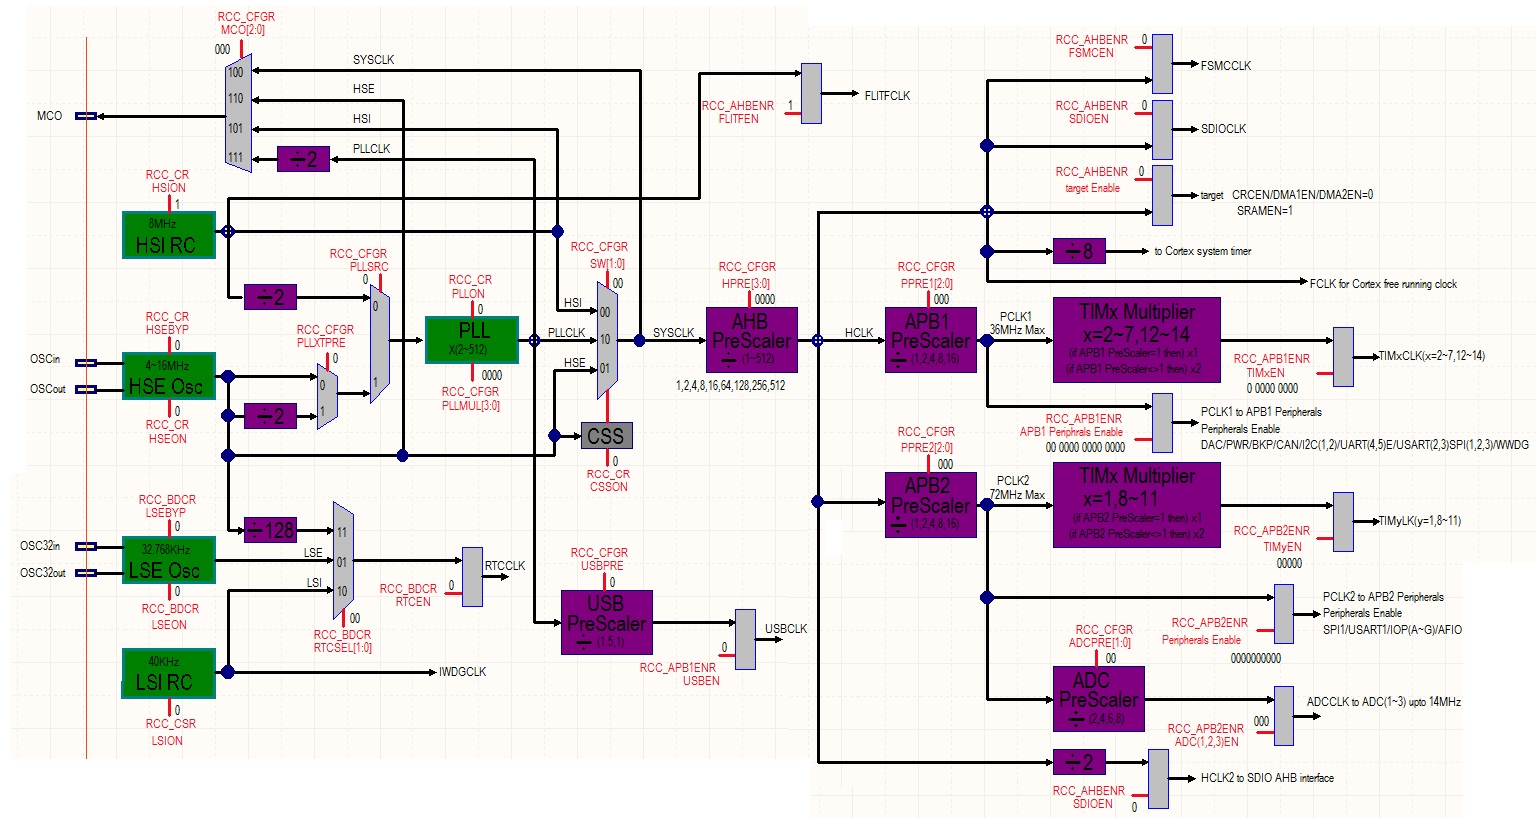 RCC_CFGR
MCO[2:0]
000
100
110
101
111
MCO
SYSCLK
HSE
HSI
PLLCLK
÷2
RCC_CR
HSION
1
8MHz
HSI RC
RCC_AHBENR
FLITFEN
1
FLITFCLK
÷2
RCC_CFGR
PLLSRC
0
0
1
RCC_CR
HSEBYP
0
OSCin
OSCout
4~16MHz
HSE Osc
0
RCC_CR
HSEON
RCC_CFGR
PLLXTPRE
0
0
1
÷2
RCC_CR
PLLON
0
PLL
X(2~512)
0000
RCC_CFGR
PLLMUL[3:0]
RCC_CFGR
SW[1:0]
00
HSI
PLLCLK
HSE
00
10
01
CSS
0
RCC_CR
CSSON
SYSCLK
RCC_CFGR
HPRE[3:0]
0000
AHB
PreScaler
÷ (1~512)
1,2,4,8,16,64,128,256,512
HCLK
RCC_BDCR
LSEBYP
0
OSC32in
OSC32out
32.768KHz
LSE Osc
0
RCC_BDCR
LSEON
÷128
LSE
LSI
11
01
10
00
RCC_BDCR
RTCSEL[1:0]
RCC_BDCR
RTCEN
0
RTCCLK
40KHz
LSI RC
0
RCC_CSR
LSION
IWDGCLK
RCC_CFGR
USBPRE
0
USB
PreScaler
÷ (1.5,1)
RCC_APB1ENR
USBEN
0
USBCLK
RCC_AHBENR
FSMCEN
0
FSMCCLK
RCC_AHBENR
SDIOEN
0
SDIOCLK
RCC_AHBENR
target Enable
0
target CRCEN/DMA1EN/DMA2EN=0
SRAMEN=1
÷8
to Cortex system timer
FCLK for Cortex free running clock
RCC_CFGR
PPRE1[2:0]
000
APB1
PreScaler
÷ (1,2,4,8,16)
PCLK1
36MHz Max
TIMx Multiplier
x=2~7,12~14
(if APB1 PreScaler=1 then) x1
(if APB1 PreScaler<>1 then) x2
RCC_APB1ENR
TIMxEN
0 0000 0000
TIMxCLK(x=2~7,12~14)
RCC_APB1ENR
APB1 Periphrals Enable
00 0000 0000 0000
PCLK1 to APB1 Peripherals
Peripherals Enable
DAC/PWR/BKP/CAN/I2C(1,2)/UART(4,5)E/USART(2,3)SPI(1,2,3)/WWDG
RCC_CFGR
PPRE2[2:0]
000
APB2
PreScaler
÷ (1,2,4,8,16)
PCLK2
72MHz Max
TIMx Multiplier
x=1,8~11
(if APB2 PreScaler=1 then) x1
(if APB2 PreScaler<>1 then) x2
RCC_APB2ENR
TIMyEN
00000
TIMyLK(y=1,8~11)
RCC_APB2ENR
Peripherals Enable
0000000000
PCLK2 to APB2 Peripherals
Peripherals Enable
SPI1/USART1/IOP(A~G)/AFIO
RCC_CFGR
ADCPRE[1:0]
00
ADC
PreScaler
÷ (2,4,6,8)
RCC_APB2ENR
ADC(1,2,3)EN
000
ADCCLK to ADC(1~3) upto 14MHz
÷2
RCC_AHBENR
SDIOEN
0
HCLK2 to SDIO AHB interface